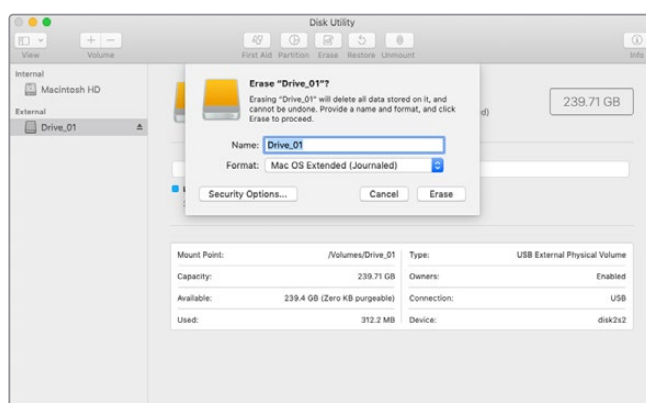 Disk Utility
View
Volume
First Aid Partition Erase Restore Unmount
Info
Internal
Macintosh HD
External
Drive_01
Erase “Drive_01”?
Erasing “Drive_01” will delete all data stored on it, and
cannot be undone. Provide a name and format, and click
Erase to proceed.
Name: Drive_01
Format: Mac OS Extended (Journaled)
Security Options... Cancel Erase
239.71 GB
Mount Point: /Volumes/Drive_01 Type: USB External Physical Volume
Capacity: 239.71 GB Owners: Enabled
Available: 239.4 GB (Zero KB purgeable) Connection: USB
Used: 312.2 MB Device: disk2s2